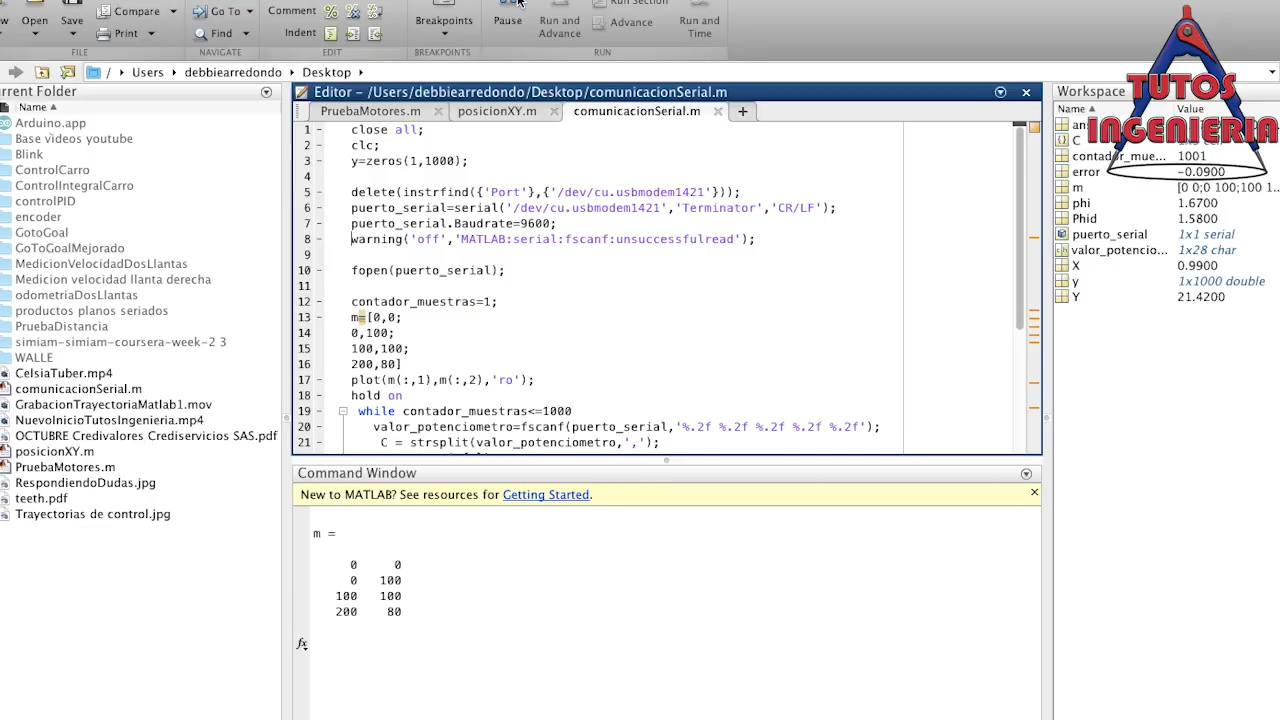 Compare
Go To
Comment
Run Section
Open
Save
Breakpoints
Pause
Run and Advance
Advance
Run and Time
Print
Find
Indent
FILE
NAVIGATE
EDIT
BREAKPOINTS
RUN
/ Users debbiearredondo Desktop
urrent Folder
Name
Arduino.app
Base videos youtube
Blink
ControlCarro
ControlIntegralCarro
controlPID
encoder
GotoGoal
GoToGoalMejorado
MedicionVelocidadDosLlantas
Medicion velocidad llanta derecha
odometriaDosLlantas
productos planos seriados
PruebaDistancia
simiam-simiam-coursera-week-2 3
WALLE
CelsiaTuber.mp4
comunicacionSerial.m
GrabacionTrayectoriaMatlab1.mov
NuevoInicioTutosIngenieria.mp4
OCTUBRE Credivalores Crediservicios SAS.pdf
posicionXY.m
PruebaMotores.m
RespondiendoDudas.jpg
teeth.pdf
Trayectorias de control.jpg
Editor – /Users/debbiearredondo/Desktop/comunicacionSerial.m
PruebaMotores.m
posicionXY.m
comunicacionSerial.m
1 close all;
2 clc;
3 y=zeros(1,1000);
4
5 delete(instrfind({'Port'},{'/dev/cu.usbmodem1421'}));
6 puerto_serial=serial('/dev/cu.usbmodem1421','Terminator','CR/LF');
7 puerto_serial.Baudrate=9600;
8 warning('off','MATLAB:serial:fscanf:unsuccessfulread');
9
10 fopen(puerto_serial);
11
12 contador_muestras=1;
13 m=[0,0;
14 0,100;
15 100,100;
16 200,80]
17 plot(m(:,1),m(:,2),'ro');
18 hold on
19 while contador_muestras<=1000
20 valor_potenciometro=fscanf(puerto_serial,'%.2f %.2f %.2f %.2f %.2f');
21 C = strsplit(valor_potenciometro,',');
Command Window
New to MATLAB? See resources for Getting Started.
m =
0 0
0 100
100 100
200 80
fx
Workspace
Name Value
C
contador_mue... 1001
error -0.0900
m [0 0;0 100;100 1...
phi 1.6700
Phid 1.5800
puerto_serial 1x1 serial
valor_potencio... 1x28 char
X 0.9900
y 1x1000 double
Y 21.4200
TUTOS
INGENIERIA